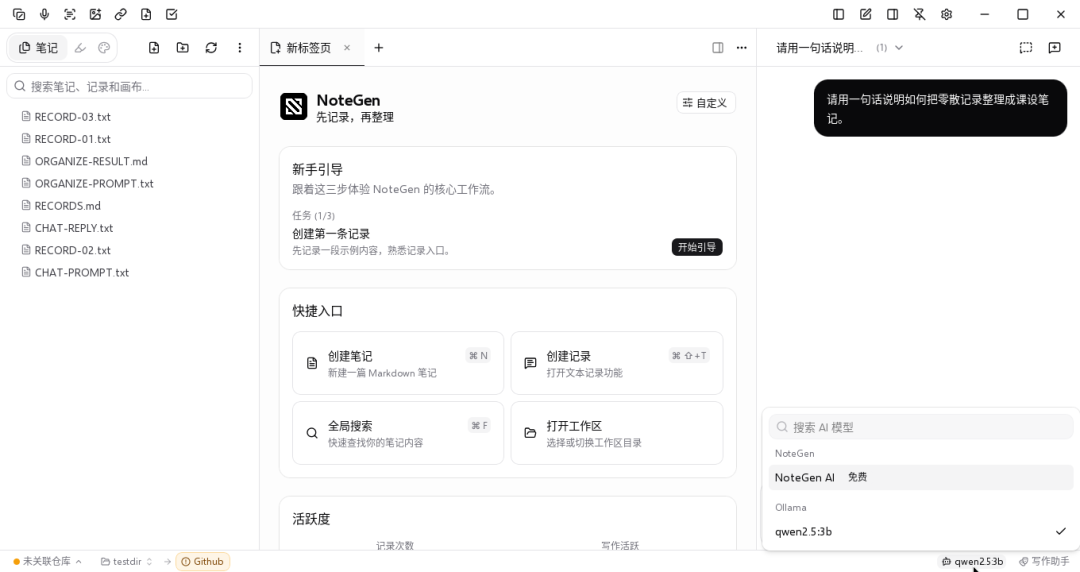 笔记
新标签页
请用一句话说明... (1)
搜索笔记、记录和画布...
RECORD-03.txt
RECORD-01.txt
ORGANIZE-RESULT.md
ORGANIZE-PROMPT.txt
RECORDS.md
CHAT-REPLY.txt
RECORD-02.txt
CHAT-PROMPT.txt
NoteGen
先记录，再整理
自定义
新手引导
跟着这三步体验 NoteGen 的核心工作流。
任务 (1/3)
创建第一条记录
先记录一段示例内容，熟悉记录入口。
开始引导
快捷入口
创建笔记 ⌘ N
新建一篇 Markdown 笔记
创建记录 ⌘ ⇧+T
打开文本记录功能
全局搜索 ⌘ F
快速查找你的笔记内容
打开工作区
选择或切换工作区目录
活跃度
记录次数
写作活跃
请用一句话说明如何把零散记录整理成课设笔
记。
搜索 AI 模型
NoteGen
NoteGen AI 免费
Ollama
qwen2.5:3b
未关联仓库
testdir
Github
qwen2.5:3b
写作助手